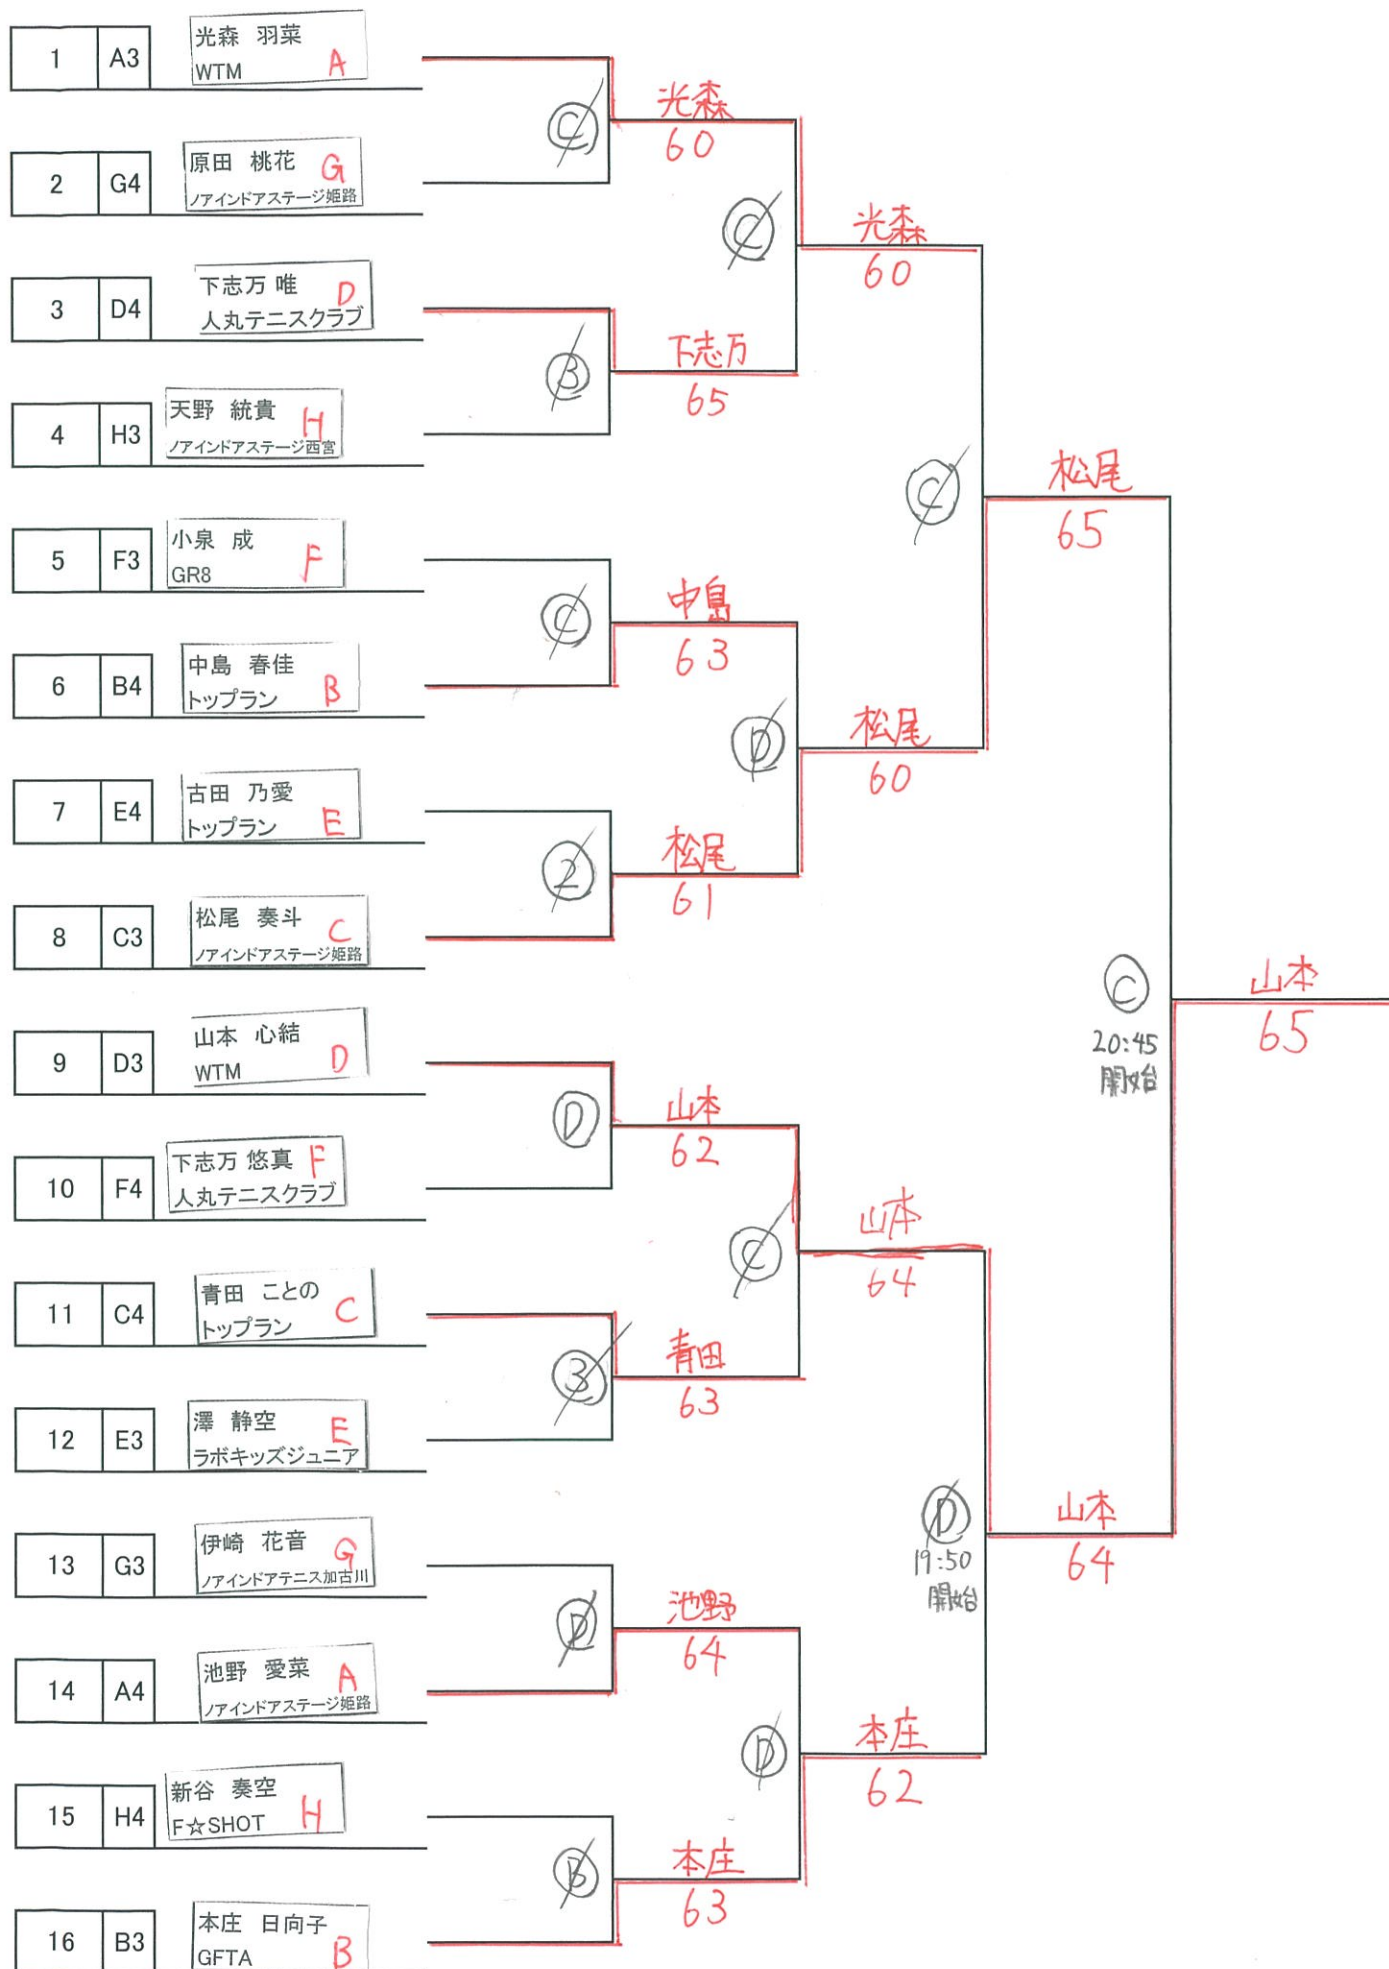 1 A3 光森 羽菜 A
WTM
2 G4 原田 桃花 G
ノアインドアステージ姫路
3 D4 下志万 唯 D
人丸テニスクラブ
4 H3 天野 統貴 H
ノアインドアステージ西宮
5 F3 小泉 成 F
GR8
6 B4 中島 春佳 B
トップラン
7 E4 古田 乃愛 E
トップラン
8 C3 松尾 奏斗 C
ノアインドアステージ姫路
9 D3 山本 心結 D
WTM
10 F4 下志万 悠真 F
人丸テニスクラブ
11 C4 青田 ことの C
トップラン
12 E3 澤 静空 E
ラボキッズジュニア
13 G3 伊崎 花音 G
ノアインドアテニス加古川
14 A4 池野 愛菜 A
ノアインドアステージ姫路
15 H4 新谷 奏空 H
F☆SHOT
16 B3 本庄 日向子 B
GFTA
C
光森
60
B
下志万
65
C
中島
63
2
松尾
61
D
山本
62
3
青田
63
D
池野
64
B
本庄
63
C
光森
60
D
松尾
60
C
山本
64
D
本庄
62
C
松尾
65
D
19:50
開始
山本
64
C
20:45
開始
山本
65